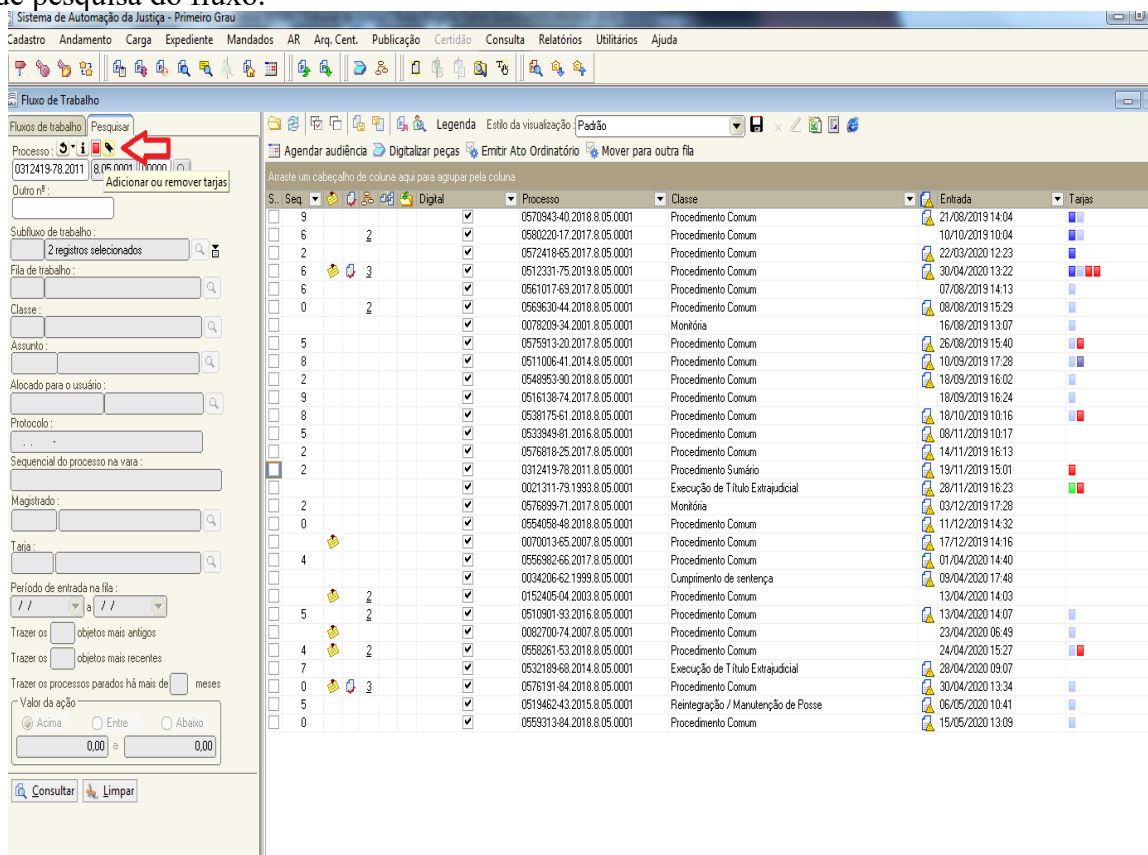 de pesquisa do fluxo.
Sistema de Automação da Justiça - Primeiro Grau
Cadastro Andamento Carga Expediente Mandados AR Arq. Cent. Publicação Certidão Consulta Relatórios Utilitários Ajuda
Fluxo de Trabalho
Fluxos de trabalho Pesquisar
Legenda Estilo da visualização : Padrão
Agendar audiência Digitalizar peças Emitir Ato Ordinatório Mover para outra fila
Arraste um cabeçalho de coluna aqui para agrupar pela coluna
Processo :
0312419-78.2011 8.05.0001 00000
Adicionar ou remover tarjas
Outro nº :
Subfluxo de trabalho :
2 registros selecionados
Fila de trabalho :
Classe :
Assunto :
Alocado para o usuário :
Protocolo :
Sequencial do processo na vara :
Magistrado :
Tarja :
Período de entrada na fila :
/ / a / /
Trazer os objetos mais antigos
Trazer os objetos mais recentes
Trazer os processos parados há mais de meses
Valor da ação
Acima Entre Abaixo
0,00 a 0,00
Consultar Limpar
S.. Seq. Digital Processo Classe Entrada Tarjas
9 0570943-40.2018.8.05.0001 Procedimento Comum 21/08/2019 14:04
6 2 0580220-17.2017.8.05.0001 Procedimento Comum 10/10/2019 10:04
2 0572418-65.2017.8.05.0001 Procedimento Comum 22/03/2020 12:23
6 3 0512331-75.2019.8.05.0001 Procedimento Comum 30/04/2020 13:22
6 0561017-69.2017.8.05.0001 Procedimento Comum 07/08/2019 14:13
0 2 0569630-44.2018.8.05.0001 Procedimento Comum 08/08/2019 15:29
0078209-34.2001.8.05.0001 Monitória 16/08/2019 13:07
5 0575913-20.2017.8.05.0001 Procedimento Comum 26/08/2019 15:40
8 0511006-41.2014.8.05.0001 Procedimento Comum 10/09/2019 17:28
2 0548953-90.2018.8.05.0001 Procedimento Comum 18/09/2019 16:02
9 0516138-74.2017.8.05.0001 Procedimento Comum 18/09/2019 16:24
8 0538175-61.2018.8.05.0001 Procedimento Comum 18/10/2019 10:16
5 0533949-81.2016.8.05.0001 Procedimento Comum 08/11/2019 10:17
2 0576818-25.2017.8.05.0001 Procedimento Comum 14/11/2019 16:13
2 0312419-78.2011.8.05.0001 Procedimento Sumário 19/11/2019 15:01
0021311-79.1993.8.05.0001 Execução de Título Extrajudicial 28/11/2019 16:23
2 0576899-71.2017.8.05.0001 Monitória 03/12/2019 17:28
0 0554058-48.2018.8.05.0001 Procedimento Comum 11/12/2019 14:32
0070013-65.2007.8.05.0001 Procedimento Comum 17/12/2019 14:16
4 0556982-66.2017.8.05.0001 Procedimento Comum 01/04/2020 14:40
0034206-62.1999.8.05.0001 Cumprimento de sentença 09/04/2020 17:48
2 0152405-04.2003.8.05.0001 Procedimento Comum 13/04/2020 14:03
5 2 0510901-93.2016.8.05.0001 Procedimento Comum 13/04/2020 14:07
0082700-74.2007.8.05.0001 Procedimento Comum 23/04/2020 06:49
4 2 0558261-53.2018.8.05.0001 Procedimento Comum 24/04/2020 15:27
7 0532189-68.2014.8.05.0001 Execução de Título Extrajudicial 28/04/2020 09:07
0 3 0576191-84.2018.8.05.0001 Procedimento Comum 30/04/2020 13:34
5 0519462-43.2015.8.05.0001 Reintegração / Manutenção de Posse 06/05/2020 10:41
0 0559313-84.2018.8.05.0001 Procedimento Comum 15/05/2020 13:09